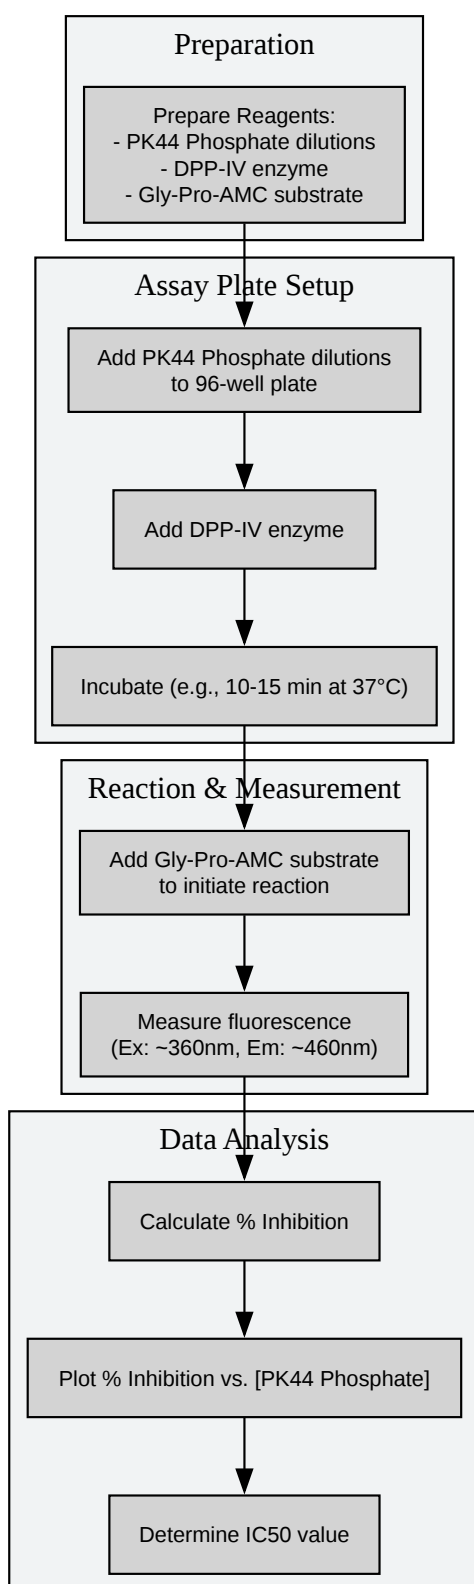 Preparation
Prepare Reagents:
- PK44 Phosphate dilutions
- DPP-IV enzyme
- Gly-Pro-AMC substrate
Assay Plate Setup
Add PK44 Phosphate dilutions
to 96-well plate
Add DPP-IV enzyme
Incubate (e.g., 10-15 min at 37°C)
Reaction & Measurement
Add Gly-Pro-AMC substrate
to initiate reaction
Measure fluorescence
(Ex: ~360nm, Em: ~460nm)
Data Analysis
Calculate % Inhibition
Plot % Inhibition vs. [PK44 Phosphate]
Determine IC50 value